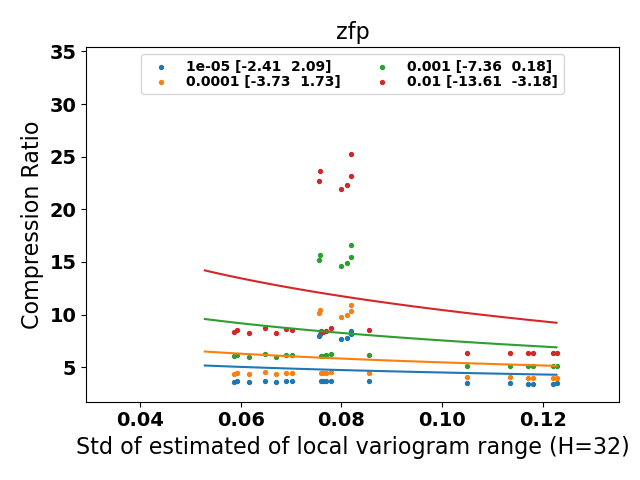 zfp
1e-05 [-2.41  2.09]
0.0001 [-3.73  1.73]
0.001 [-7.36  0.18]
0.01 [-13.61  -3.18]
Compression Ratio
35
30
25
20
15
10
5
0.04
0.06
0.08
0.10
0.12
Std of estimated of local variogram range (H=32)